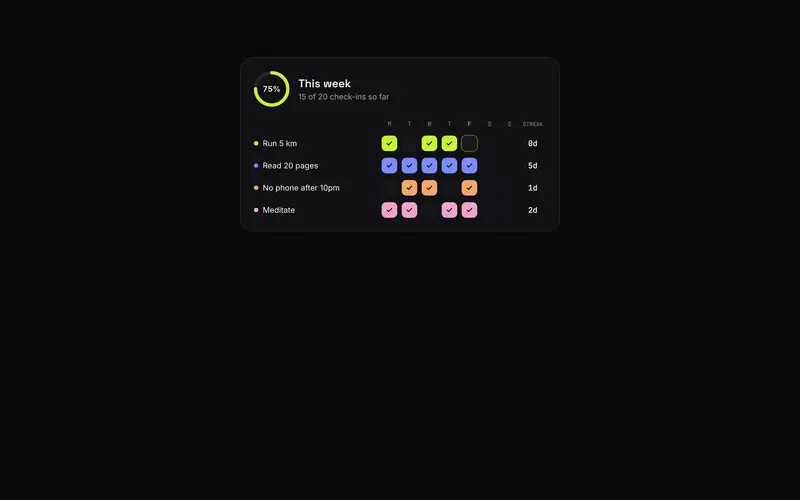 75%
This week
15 of 20 check-ins so far
M T W T F S S STREAK
Run 5 km 0d
Read 20 pages 5d
No phone after 10pm 1d
Meditate 2d